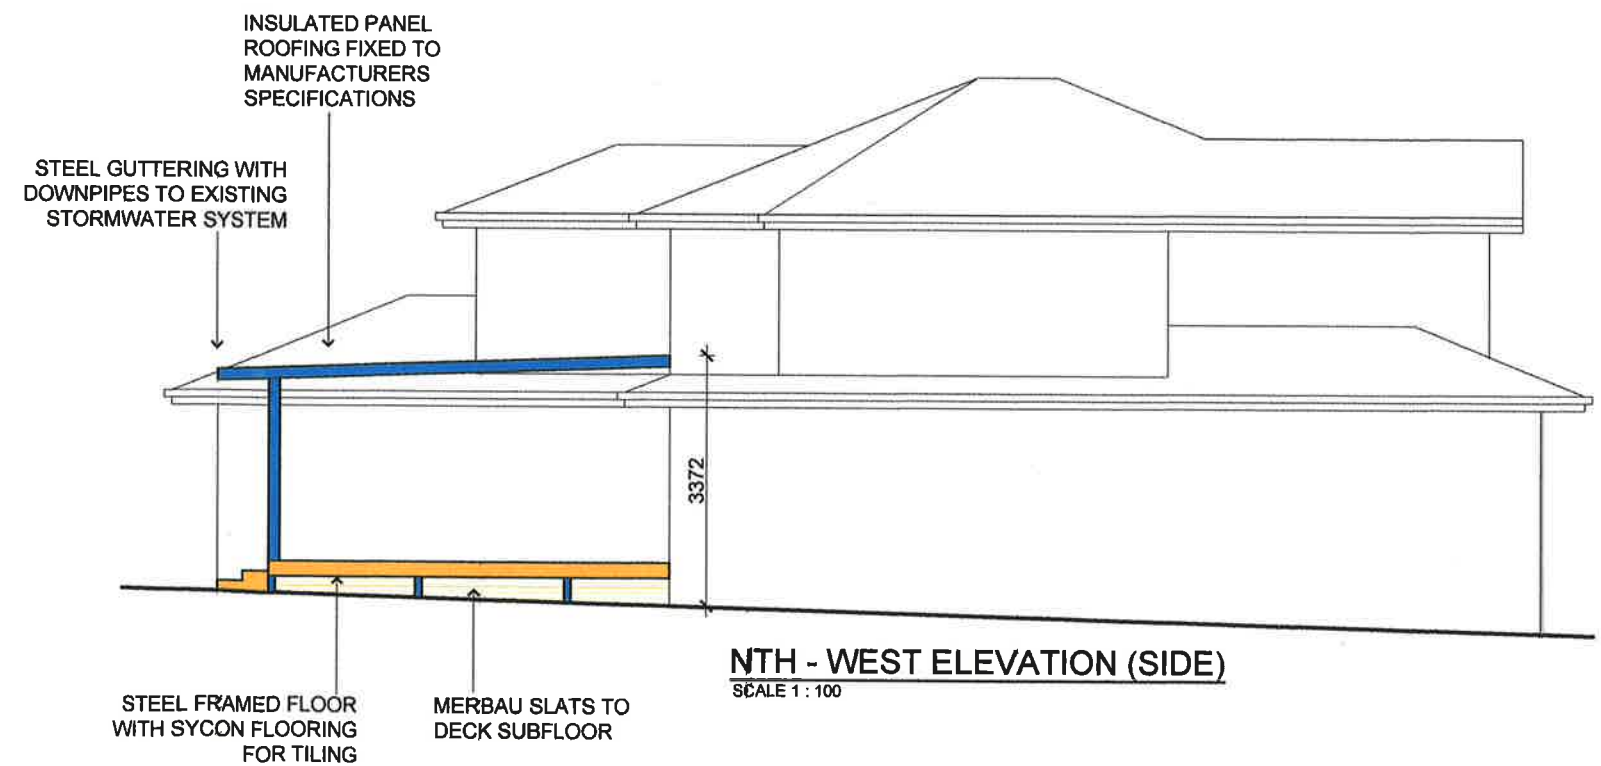 INSULATED PANEL
ROOFING FIXED TO
MANUFACTURERS
SPECIFICATIONS
STEEL GUTTERING WITH
DOWNPIPES TO EXISTING
STORMWATER SYSTEM
3372
NTH - WEST ELEVATION (SIDE)
SCALE 1 : 100
STEEL FRAMED FLOOR
WITH SYCON FLOORING
FOR TILING
MERBAU SLATS TO
DECK SUBFLOOR